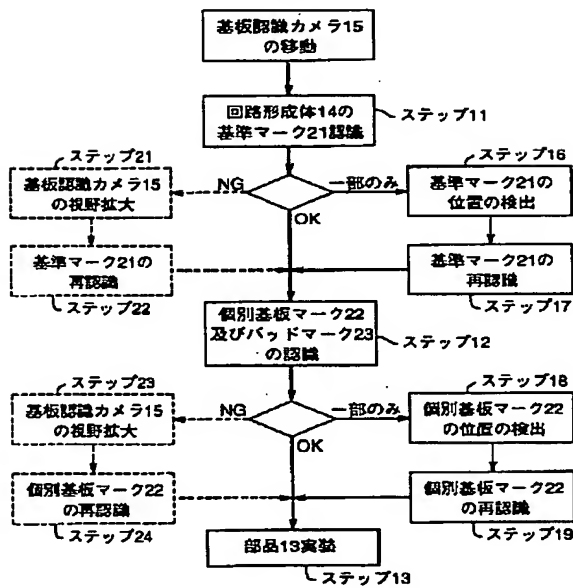 基板認識カメラ15
の移動
回路形成体14の
基準マーク21認識
ステップ11
ステップ21
基板認識カメラ15
の視野拡大
NG
一部のみ
OK
ステップ16
基準マーク21の
位置の検出
基準マーク21の
再認識
ステップ22
基準マーク21の
再認識
ステップ17
個別基板マーク22
及びバッドマーク23
の認識
ステップ12
ステップ23
基板認識カメラ15
の視野拡大
NG
一部のみ
OK
ステップ18
個別基板マーク22
の位置の検出
個別基板マーク22
の再認識
ステップ24
個別基板マーク22
の再認識
ステップ19
部品13実装
ステップ13